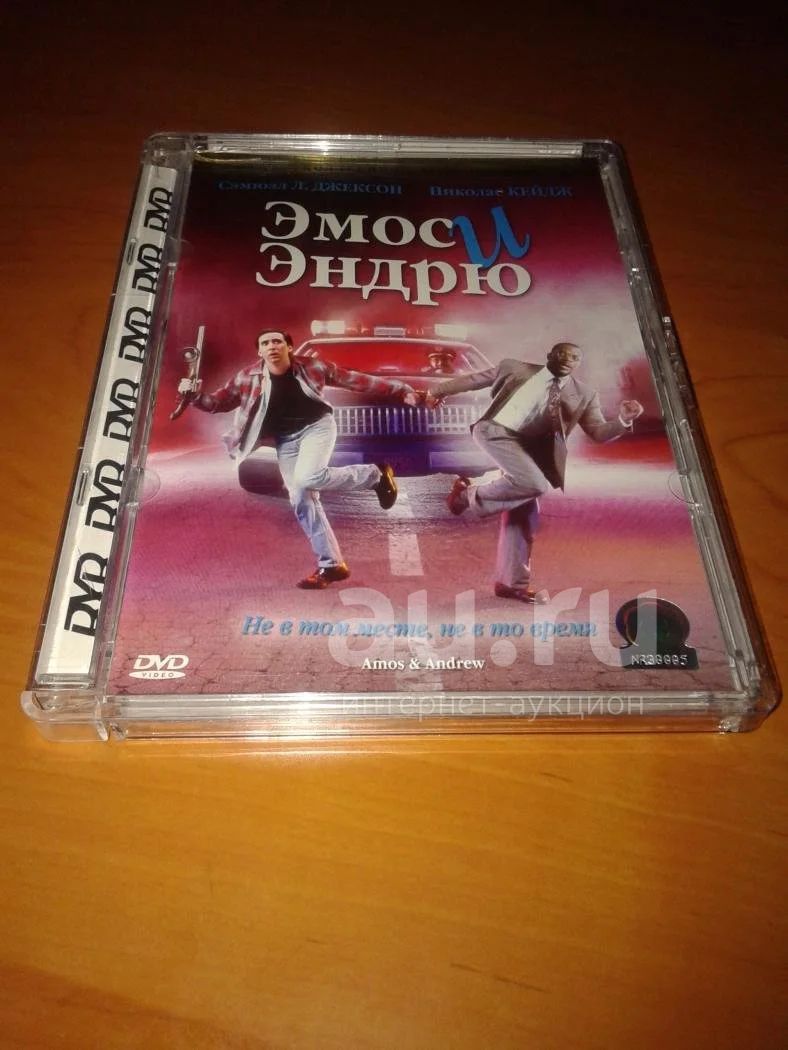 Сэмюэл Л. ДЖЕКСОН Николас КЕЙДЖ
Эмос и
Эндрю
DVD DVD DVD DVD DVD DVD
Не в том месте, не в то время
Amos & Andrew
DVD
VIDEO
au.ru
интернет-аукцион